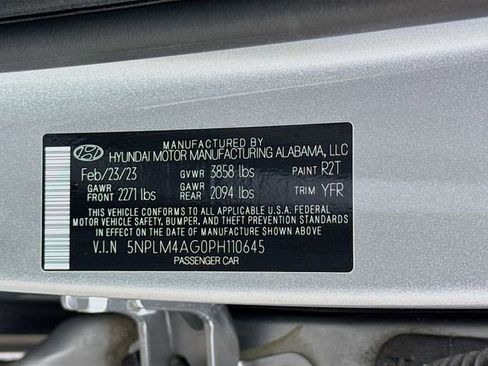 MANUFACTURED BY
HYUNDAI MOTOR MANUFACTURING ALABAMA, LLC
Feb/23/23 GVWR 3858 lbs PAINT R2T
GAWR FRONT 2271 lbs GAWR REAR 2094 lbs TRIM YFR
THIS VEHICLE CONFORMS TO ALL APPLICABLE U.S.A. FEDERAL
MOTOR VEHICLE SAFETY, BUMPER, AND THEFT PREVENTION
STANDARDS IN EFFECT ON THE DATE OF MANUFACTURE SHOWN ABOVE.
V.I.N 5NPLM4AG0PH110645
PASSENGER CAR